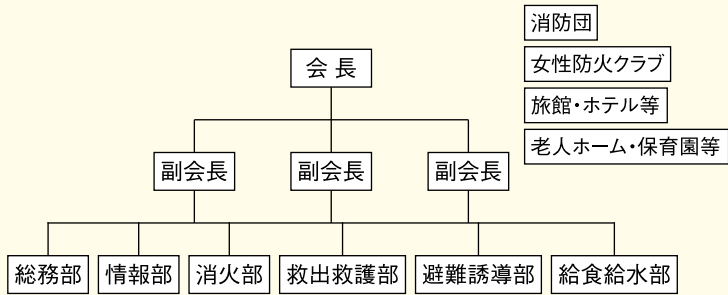 消防団
女性防火クラブ
旅館・ホテル等
老人ホーム・保育園等
会 長
副会長
副会長
副会長
総務部
情報部
消火部
救出救護部
避難誘導部
給食給水部